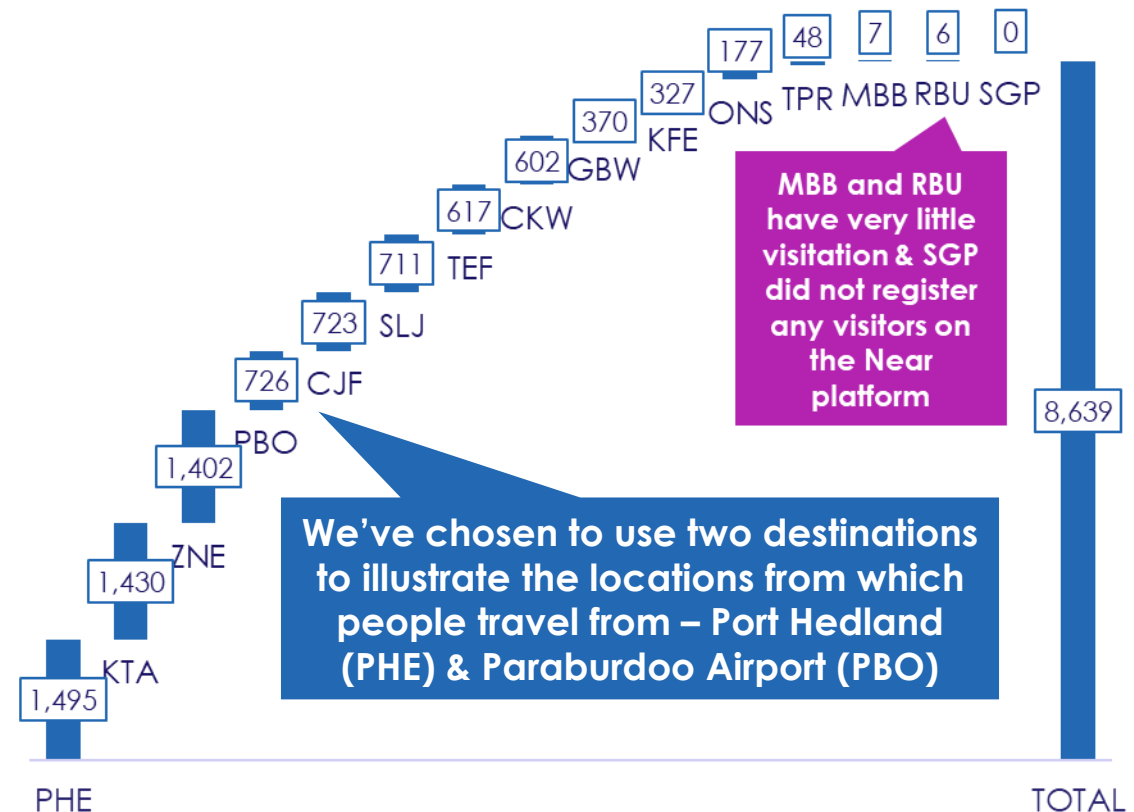 177
48
7
6
0
327
ONS
TPR
MBB
RBU
SGP
370
KFE
602
GBW
617
CKW
711
TEF
723
SLJ
726
CJF
PBO
1,402
ZNE
1,430
KTA
1,495
PHE
MBB and RBU
have very little
visitation & SGP
did not register
any visitors on
the Near
platform
8,639
We’ve chosen to use two destinations
to illustrate the locations from which
people travel from – Port Hedland
(PHE) & Paraburdoo Airport (PBO)
TOTAL